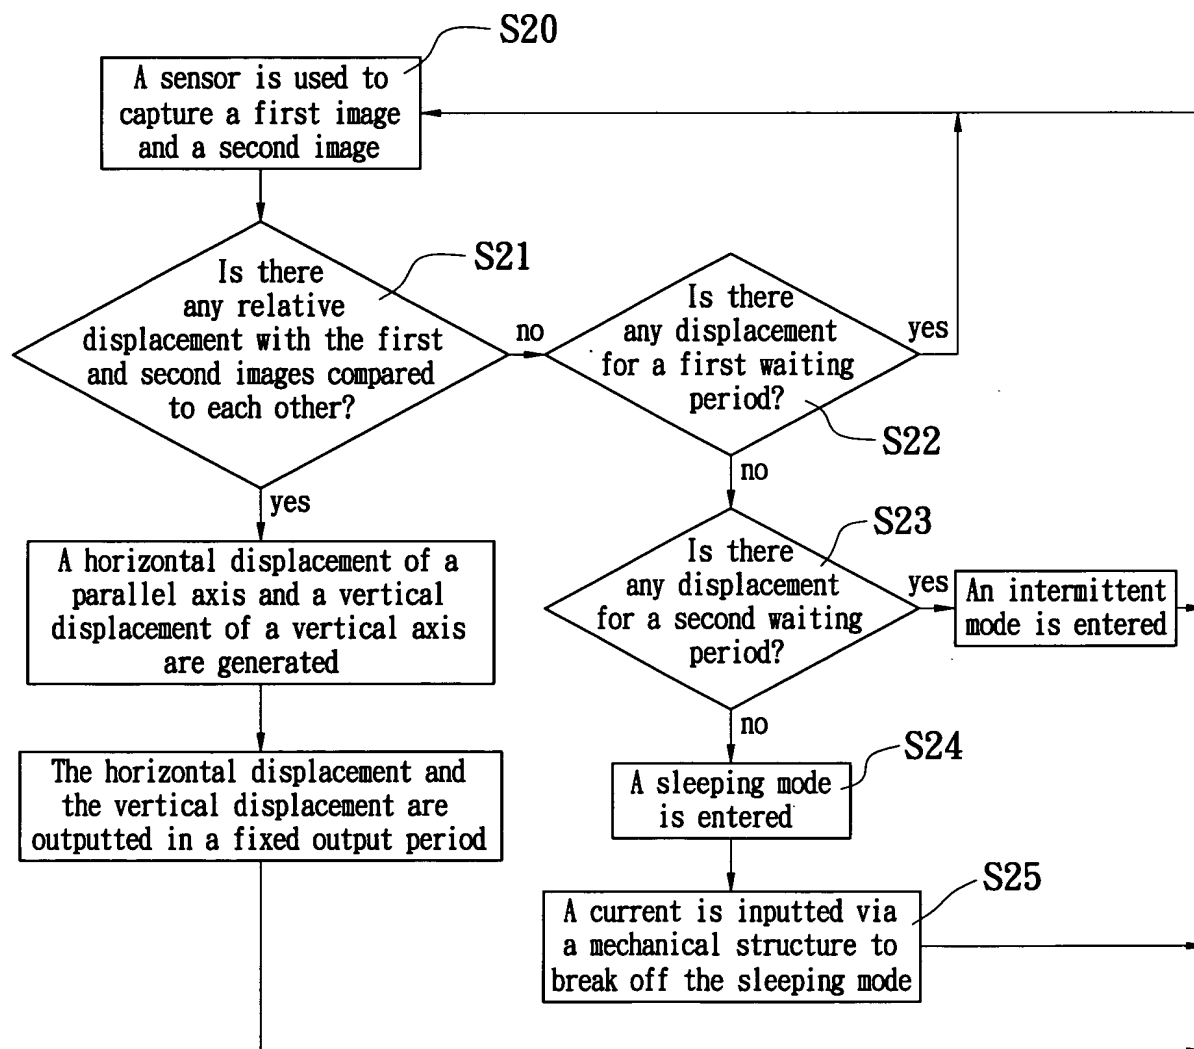 S20
A sensor is used to
capture a first image
and a second image
S21
Is there
any relative
displacement with the first
and second images compared
to each other?
no
Is there
any displacement
for a first waiting
period?
yes
S22
yes
no
A horizontal displacement of a
parallel axis and a vertical
displacement of a vertical axis
are generated
S23
Is there
any displacement
for a second waiting
period?
yes
An intermittent
mode is entered
no
The horizontal displacement and
the vertical displacement are
outputted in a fixed output period
S24
A sleeping mode
is entered
S25
A current is inputted via
a mechanical structure to
break off the sleeping mode